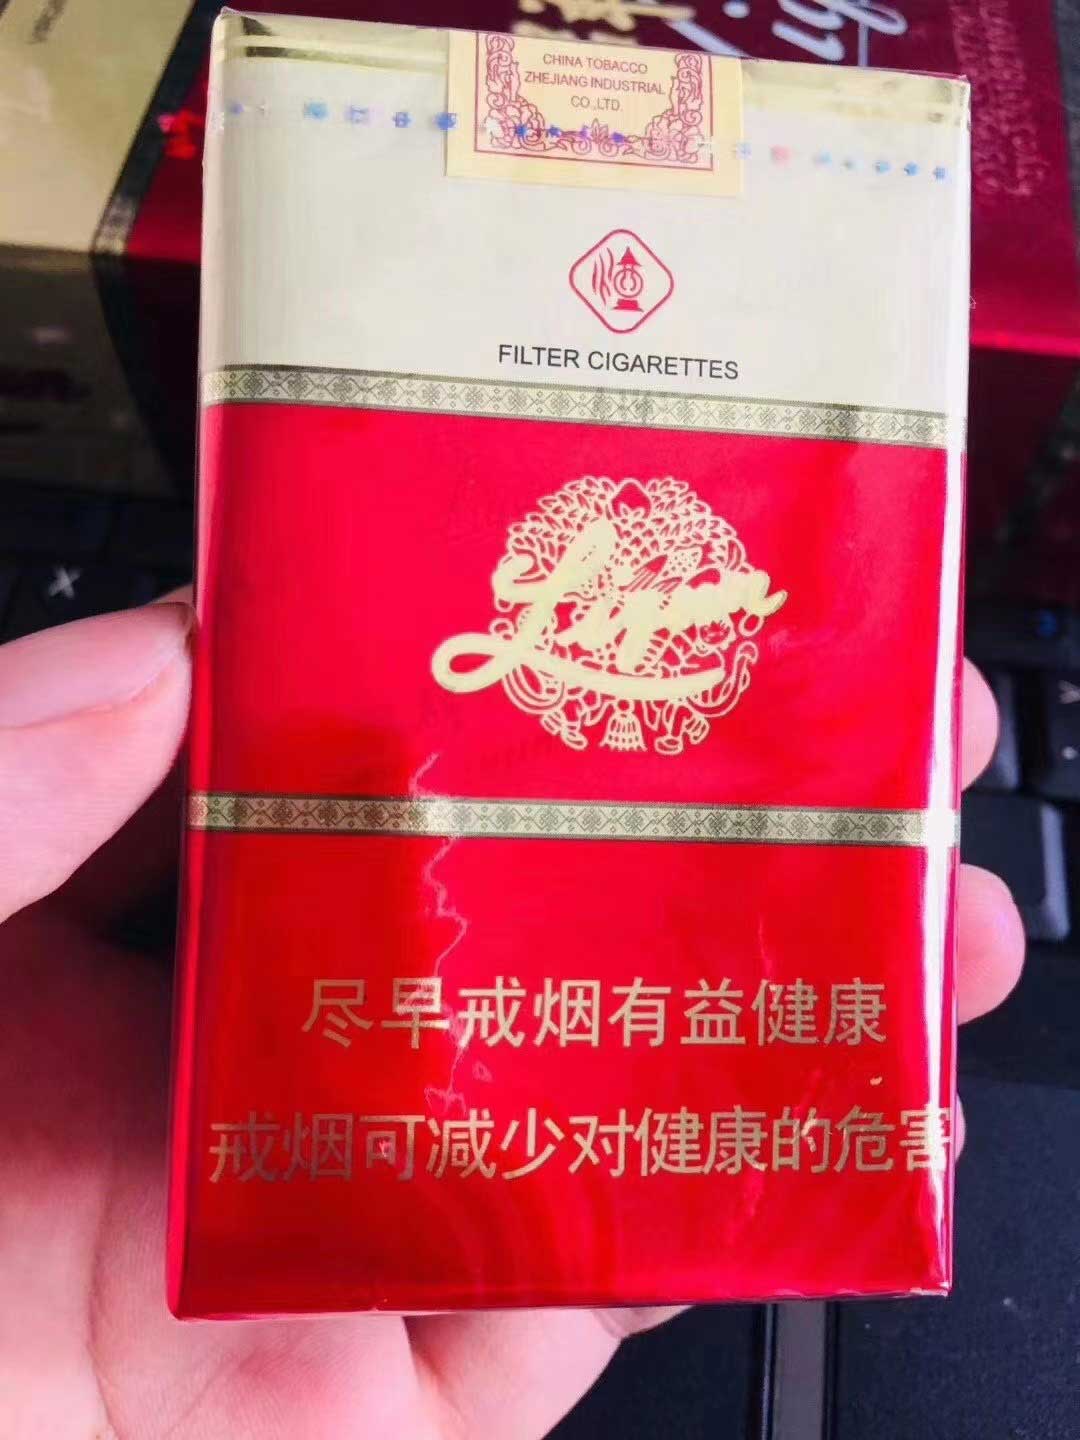 CHINA TOBACCO
ZHEJIANG INDUSTRIAL
CO.,LTD.
FILTER CIGARETTES
Liqun
尽早戒烟有益健康
戒烟可减少对健康的危害
X